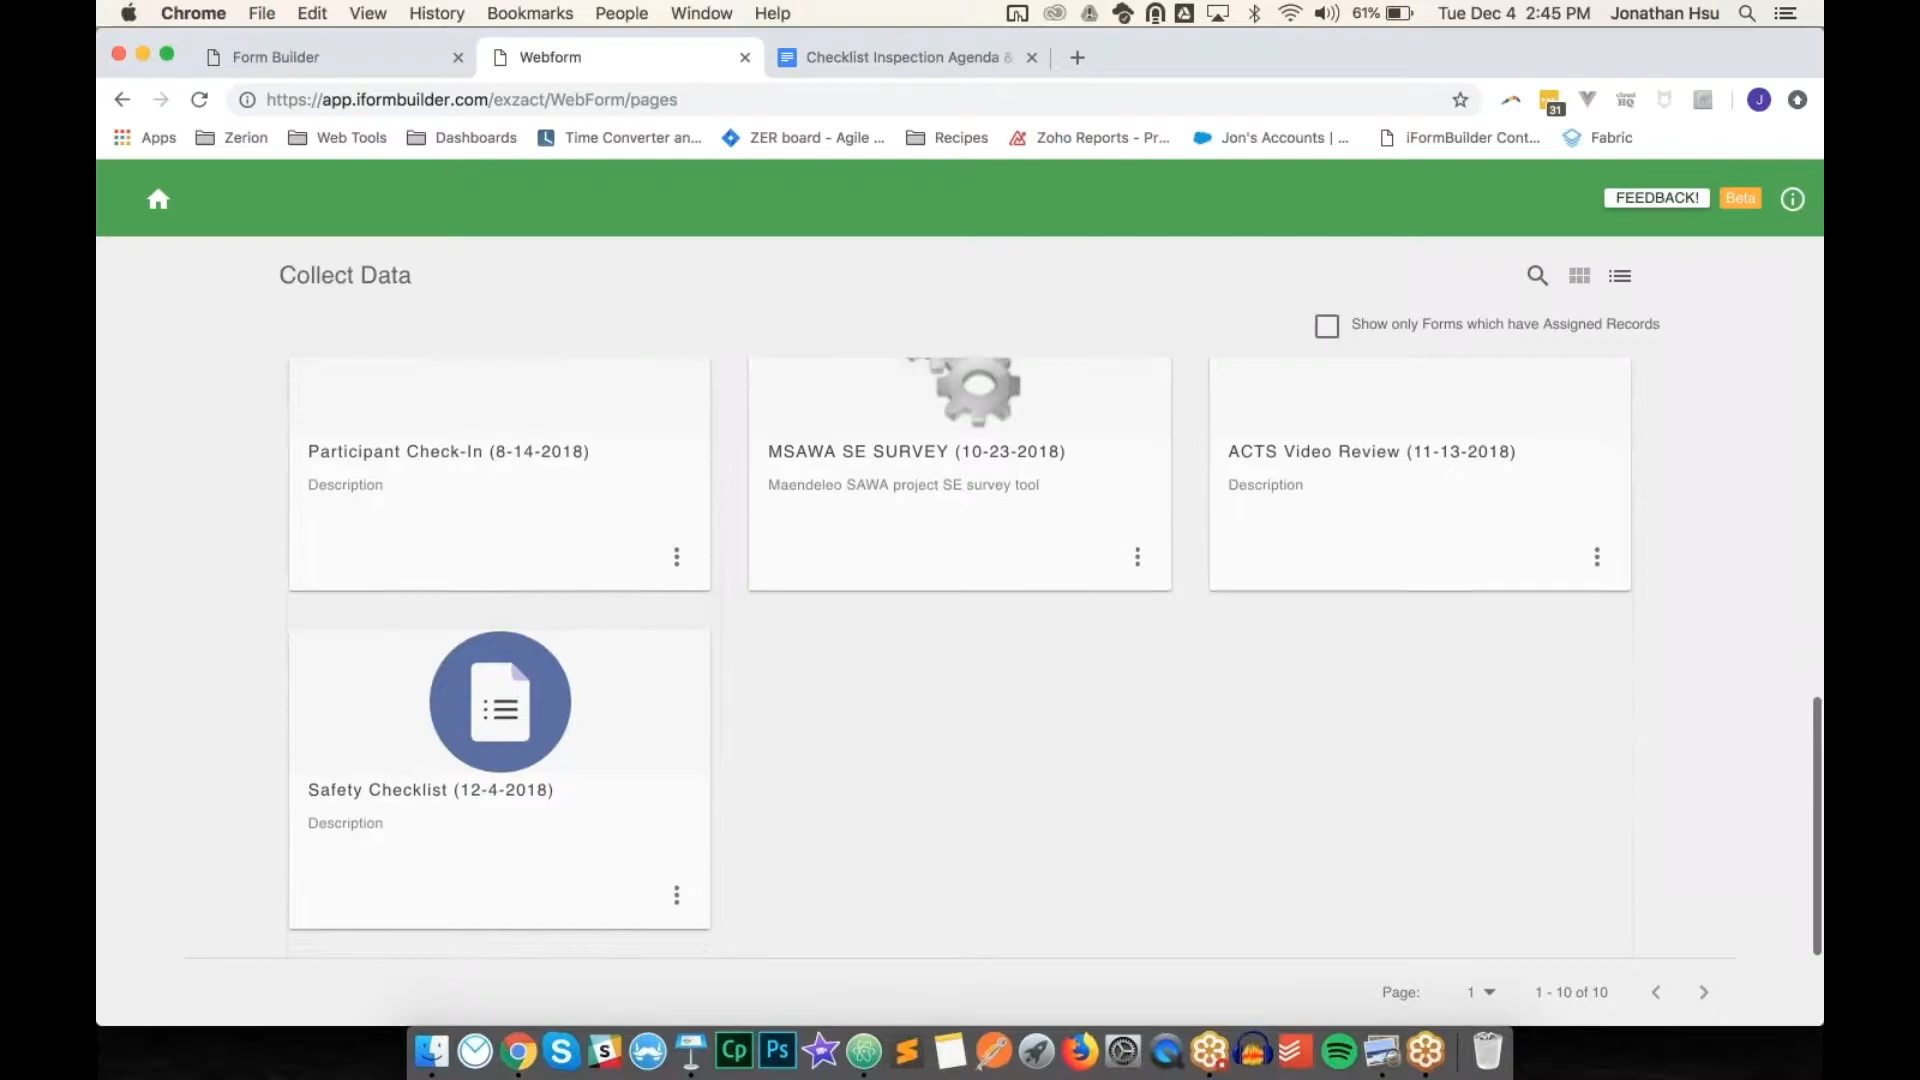 Chrome File Edit View History Bookmarks People Window Help 61% Tue Dec 4 2:45 PM Jonathan Hsu
Form Builder Webform Checklist Inspection Agenda &
https://app.iformbuilder.com/exzact/WebForm/pages 31 cloud HQ J
Apps Zerion Web Tools Dashboards Time Converter an... ZER board - Agile ... Recipes Zoho Reports - Pr... Jon's Accounts | ... iFormBuilder Cont... Fabric
FEEDBACK! Beta
Collect Data
Show only Forms which have Assigned Records
Participant Check-In (8-14-2018) MSAWA SE SURVEY (10-23-2018) ACTS Video Review (11-13-2018)
Description Maendeleo SAWA project SE survey tool Description
Safety Checklist (12-4-2018)
Description
Page: 1 1 - 10 of 10
S S Cp Ps